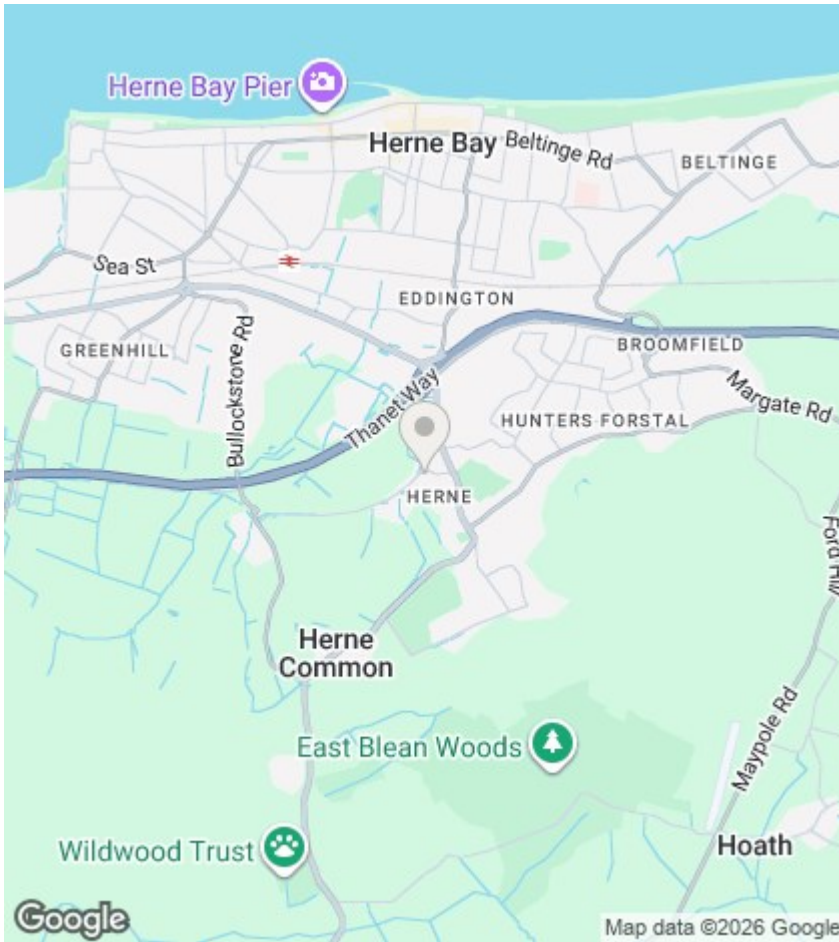 Herne Bay Pier
Herne Bay
Beltinge Rd
BELTINGE
Sea St
EDDINGTON
GREENHILL
Bullockstone Rd
BROOMFIELD
Thanet Way
Margate Rd
HUNTERS FORSTAL
HERNE
Ford Hill
Herne
Common
East Blean Woods
Maypole Rd
Wildwood Trust
Hoath
Google
Map data ©2026 Google